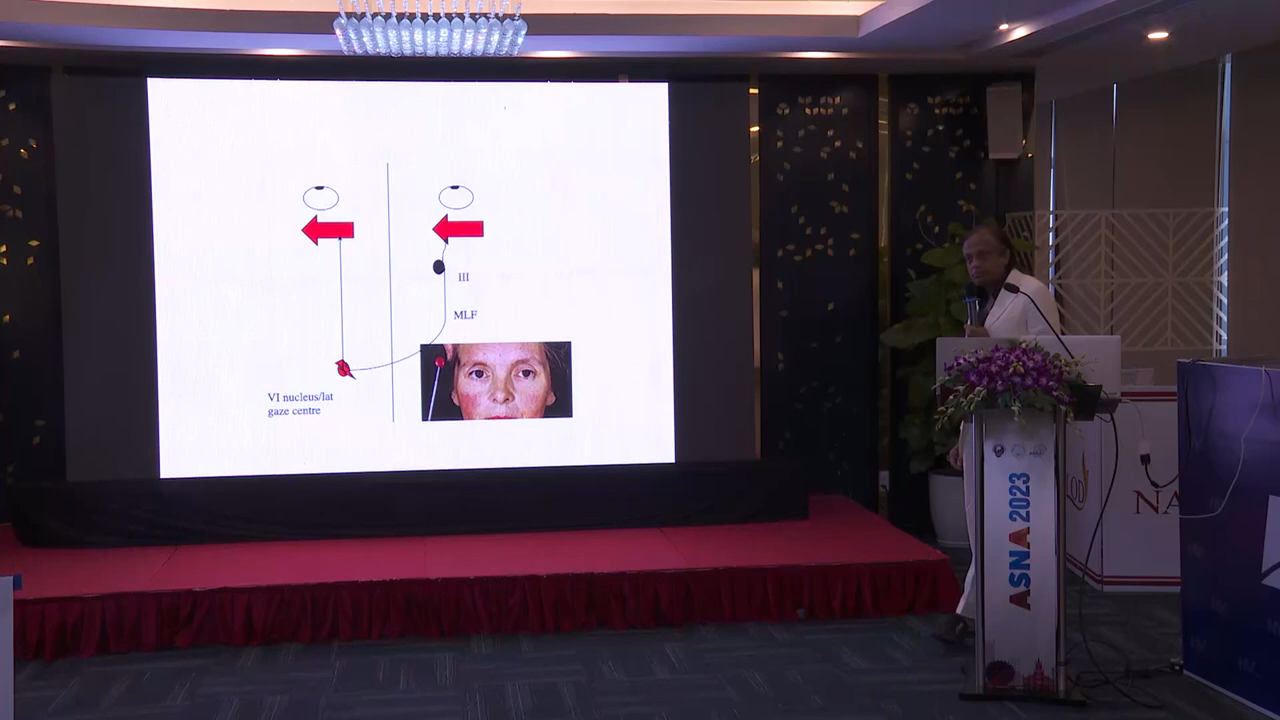 III
MLF
VI nucleus/lat
gaze centre
ASNA 2023
NA